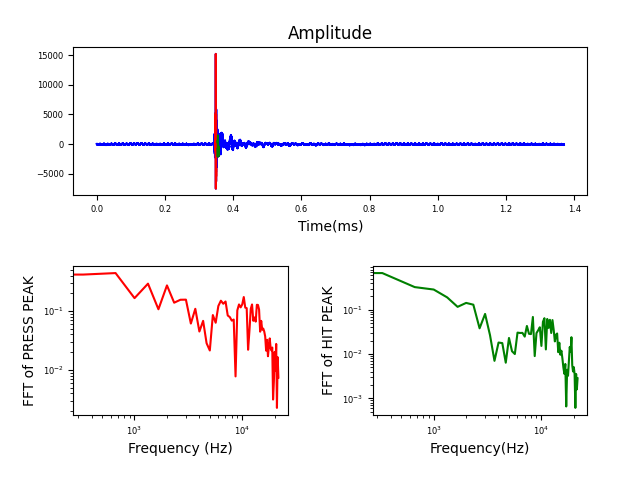 Amplitude
15000
10000
5000
0
−5000
0.0 0.2 0.4 0.6 0.8 1.0 1.2 1.4
Time(ms)
FFT of PRESS PEAK
10⁻¹
10⁻²
10³ 10⁴
Frequency (Hz)
FFT of HIT PEAK
10⁻¹
10⁻²
10⁻³
10³ 10⁴
Frequency(Hz)